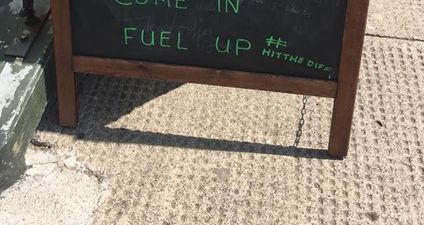 COME IN
FUEL UP #
HITTHE DIFF